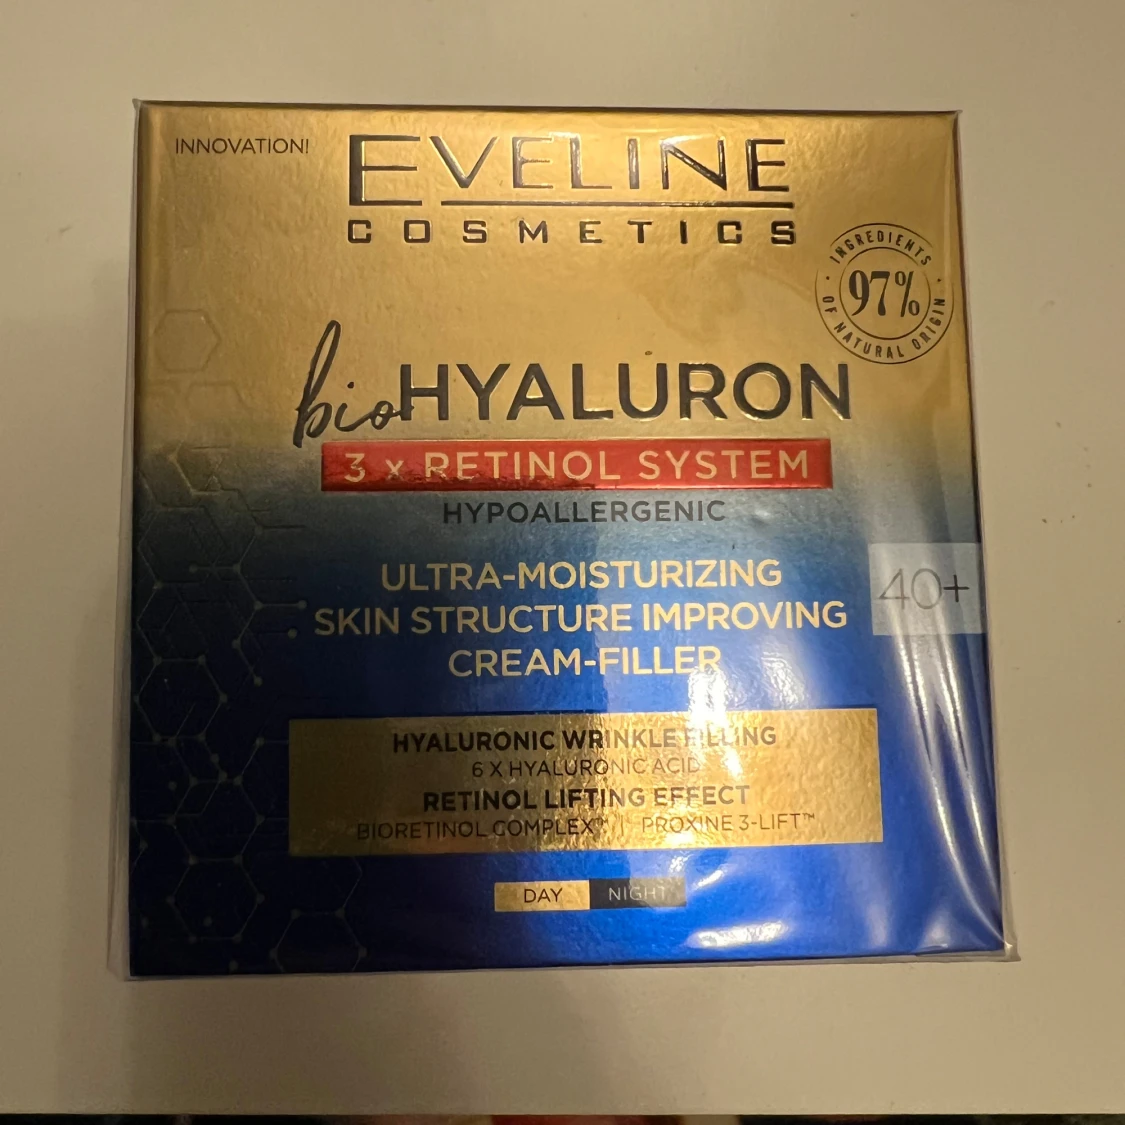 INNOVATION!
EVELINE
COSMETICS
INGREDIENTS
97%
OF NATURAL ORIGIN
bioHYALURON
3 x RETINOL SYSTEM
HYPOALLERGENIC
40+
ULTRA-MOISTURIZING
SKIN STRUCTURE IMPROVING
CREAM-FILLER
HYALURONIC WRINKLE FILLING
6 X HYALURONIC ACID
RETINOL LIFTING EFFECT
BIORETINOL COMPLEX™ | PROXINE 3-LIFT™
DAY NIGHT